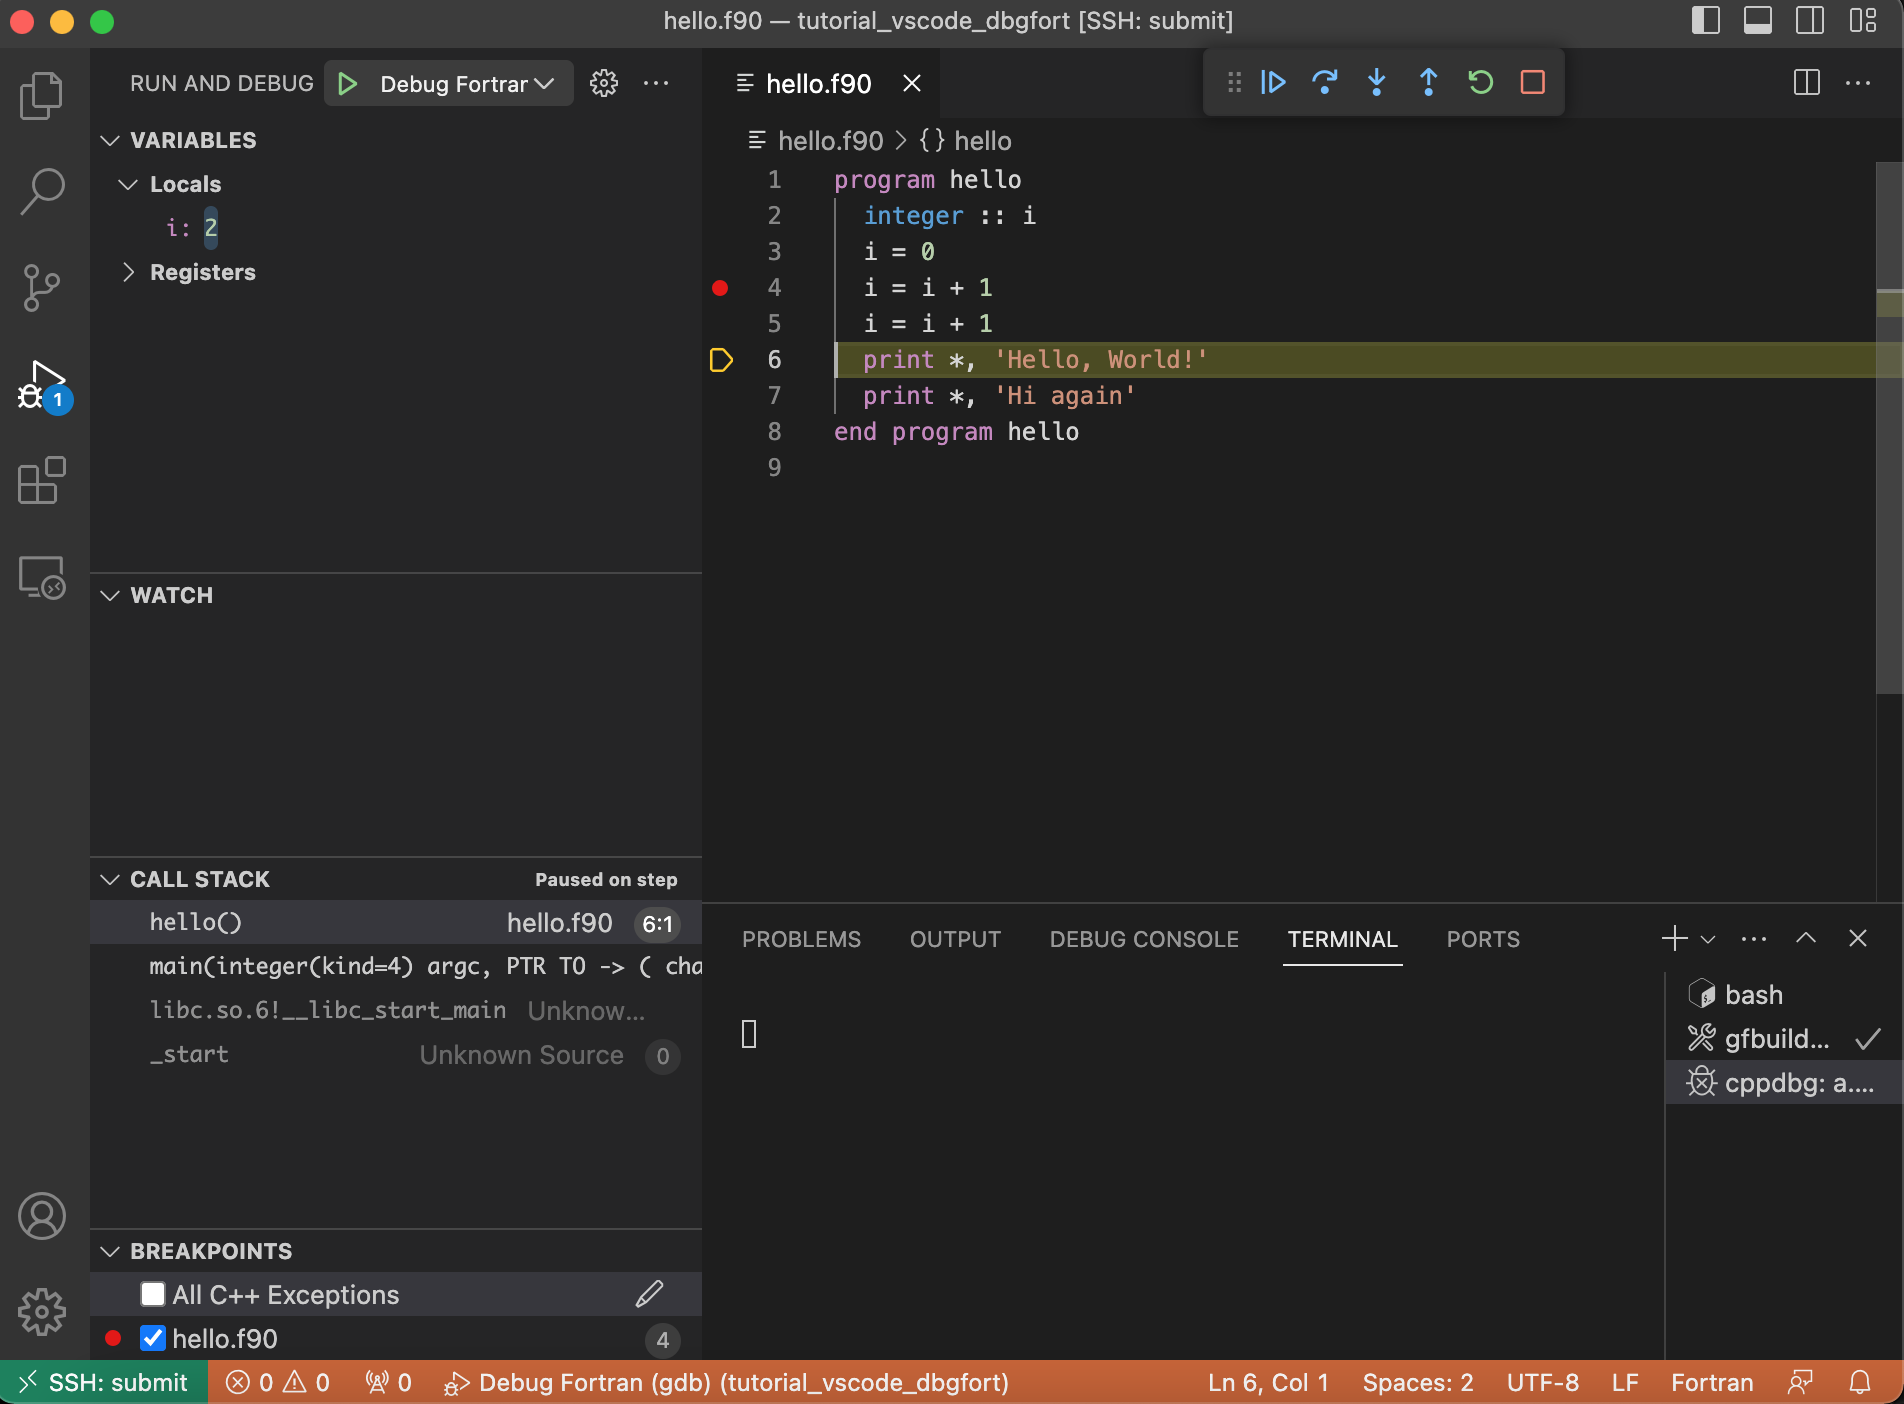 hello.f90 — tutorial_vscode_dbgfort [SSH: submit]
RUN AND DEBUG
Debug Fortran
VARIABLES
Locals
i: 2
Registers
1
WATCH
CALL STACK Paused on step
hello() hello.f90 6:1
main(integer(kind=4) argc, PTR TO -> ( cha
libc.so.6!__libc_start_main Unknow...
_start Unknown Source 0
BREAKPOINTS
All C++ Exceptions
hello.f90 4
hello.f90
hello.f90 > {} hello
1 program hello
2 integer :: i
3 i = 0
4 i = i + 1
5 i = i + 1
6 print *, 'Hello, World!'
7 print *, 'Hi again'
8 end program hello
9
PROBLEMS OUTPUT DEBUG CONSOLE TERMINAL PORTS
bash
gfbuild...
cppdbg: a....
SSH: submit 0 0 0 Debug Fortran (gdb) (tutorial_vscode_dbgfort) Ln 6, Col 1 Spaces: 2 UTF-8 LF Fortran